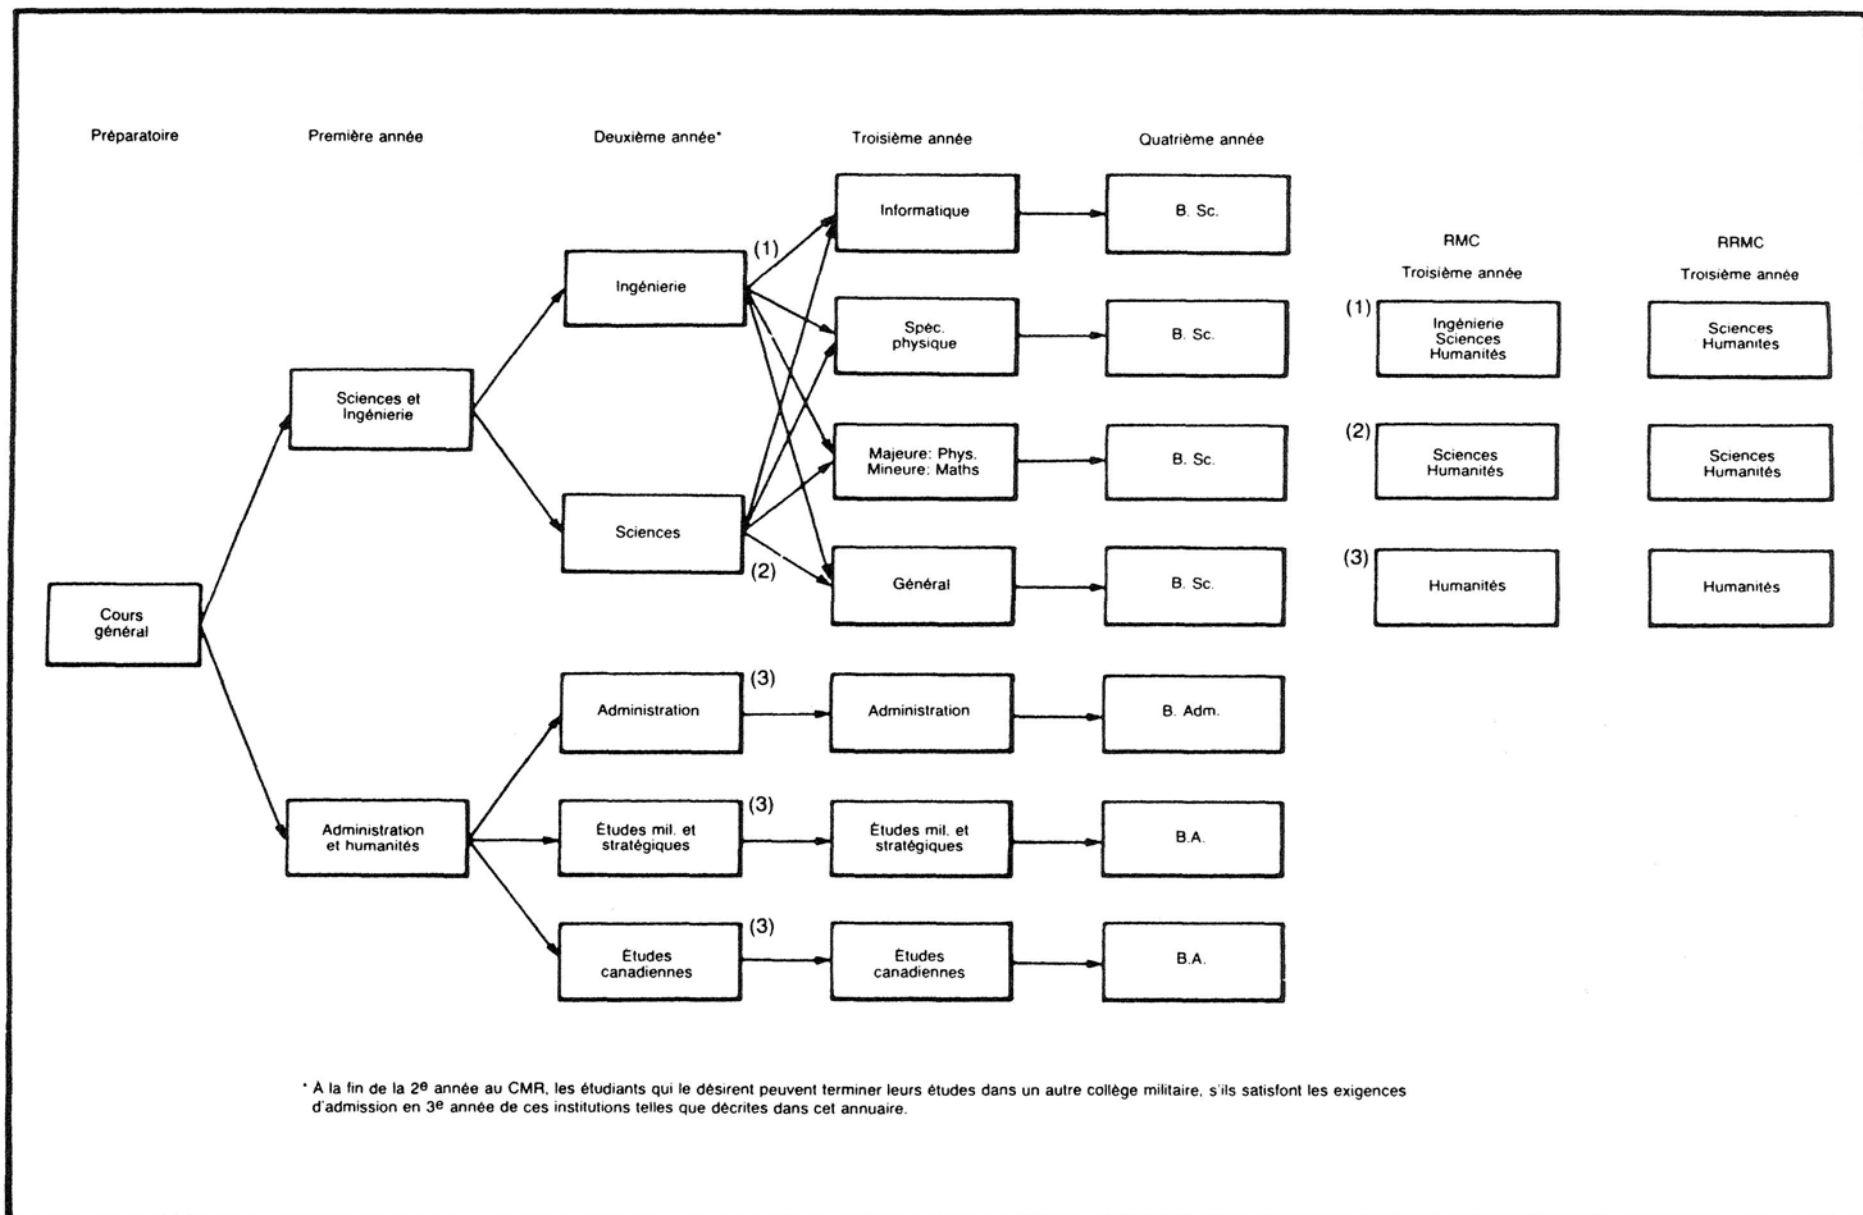 Préparatoire
Première année
Deuxième année*
Troisième année
Quatrième année
RMC
Troisième année
RRMC
Troisième année
Cours
général
Sciences et
Ingénierie
Administration
et humanités
Ingénierie
(1)
Sciences
(2)
Administration
(3)
Études mil. et
stratégiques
(3)
Études
canadiennes
(3)
Informatique
Spéc.
physique
Majeure: Phys.
Mineure: Maths
Général
Administration
Études mil. et
stratégiques
Études
canadiennes
B. Sc.
B. Sc.
B. Sc.
B. Sc.
B. Adm.
B.A.
B.A.
(1)
Ingénierie
Sciences
Humanités
Sciences
Humanités
(2)
Sciences
Humanités
Sciences
Humanités
(3)
Humanités
Humanités
* À la fin de la 2e année au CMR, les étudiants qui le désirent peuvent terminer leurs études dans un autre collège militaire, s'ils satisfont les exigences
d'admission en 3e année de ces institutions telles que décrites dans cet annuaire.